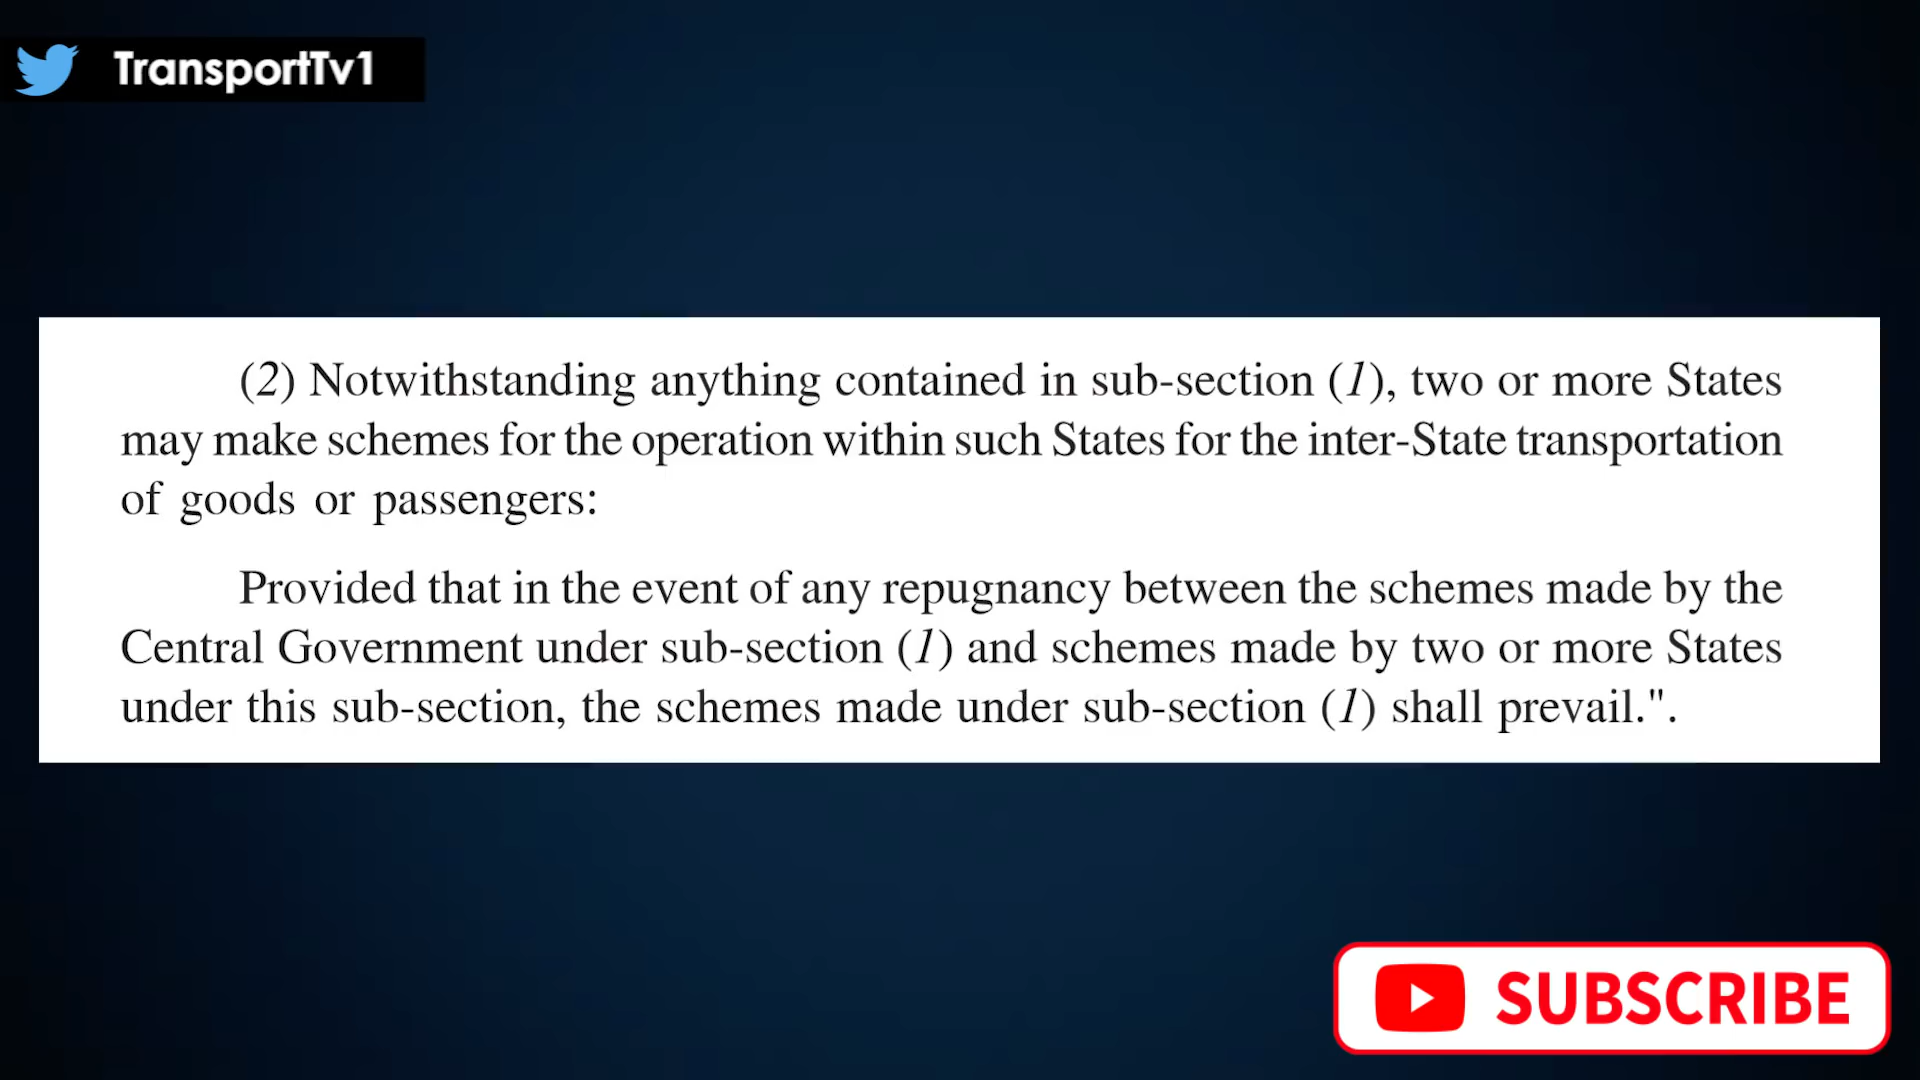 TransportTv1
(2) Notwithstanding anything contained in sub-section (1), two or more States
may make schemes for the operation within such States for the inter-State transportation
of goods or passengers:
Provided that in the event of any repugnancy between the schemes made by the
Central Government under sub-section (1) and schemes made by two or more States
under this sub-section, the schemes made under sub-section (1) shall prevail.".
SUBSCRIBE